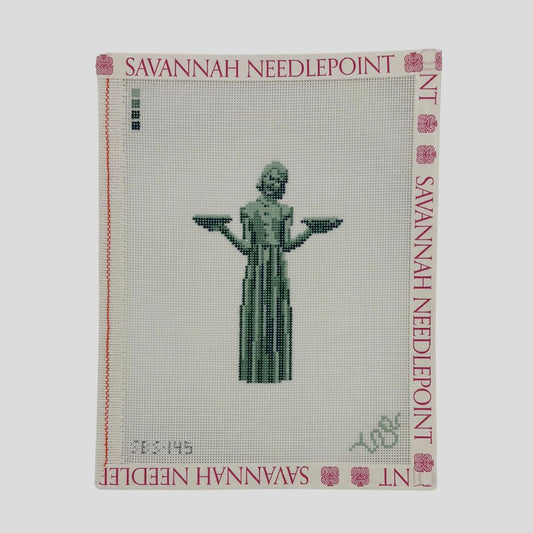 SAVANNAH NEEDLEPOINT
NT
SAVANNAH NEEDLEPOINT
SBS-145
NT
SAVANNAH NEEDLEP